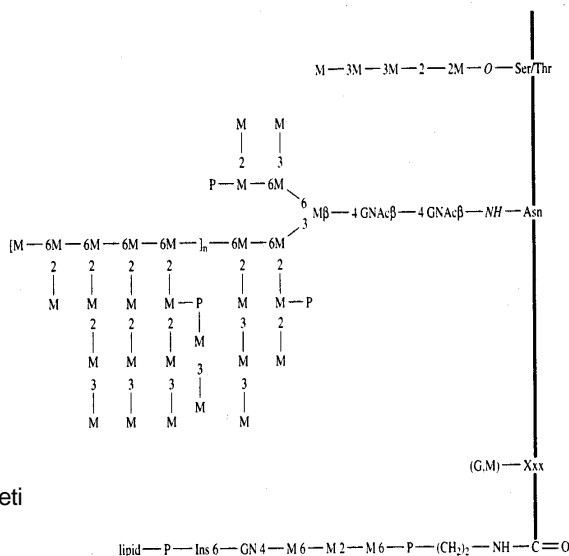 M — 3M — 3M — 2 — 2M — O — Ser/Thr
M M
2 3
P — M — 6M
6
Mβ — 4 GNAcβ — 4 GNAcβ — NH — Asn
3
[M — 6M — 6M — 6M — 6M — ]n — 6M — 6M
2 2 2 2 2 2
M M M M — P M M — P
2 2 2 M 3 2
M M M M M
3 3 3 3 3
M M M M M
(G,M) — Xxx
eti
lipid — P — Ins 6 — GN 4 — M 6 — M 2 — M 6 — P — (CH2)2 — NH — C = O